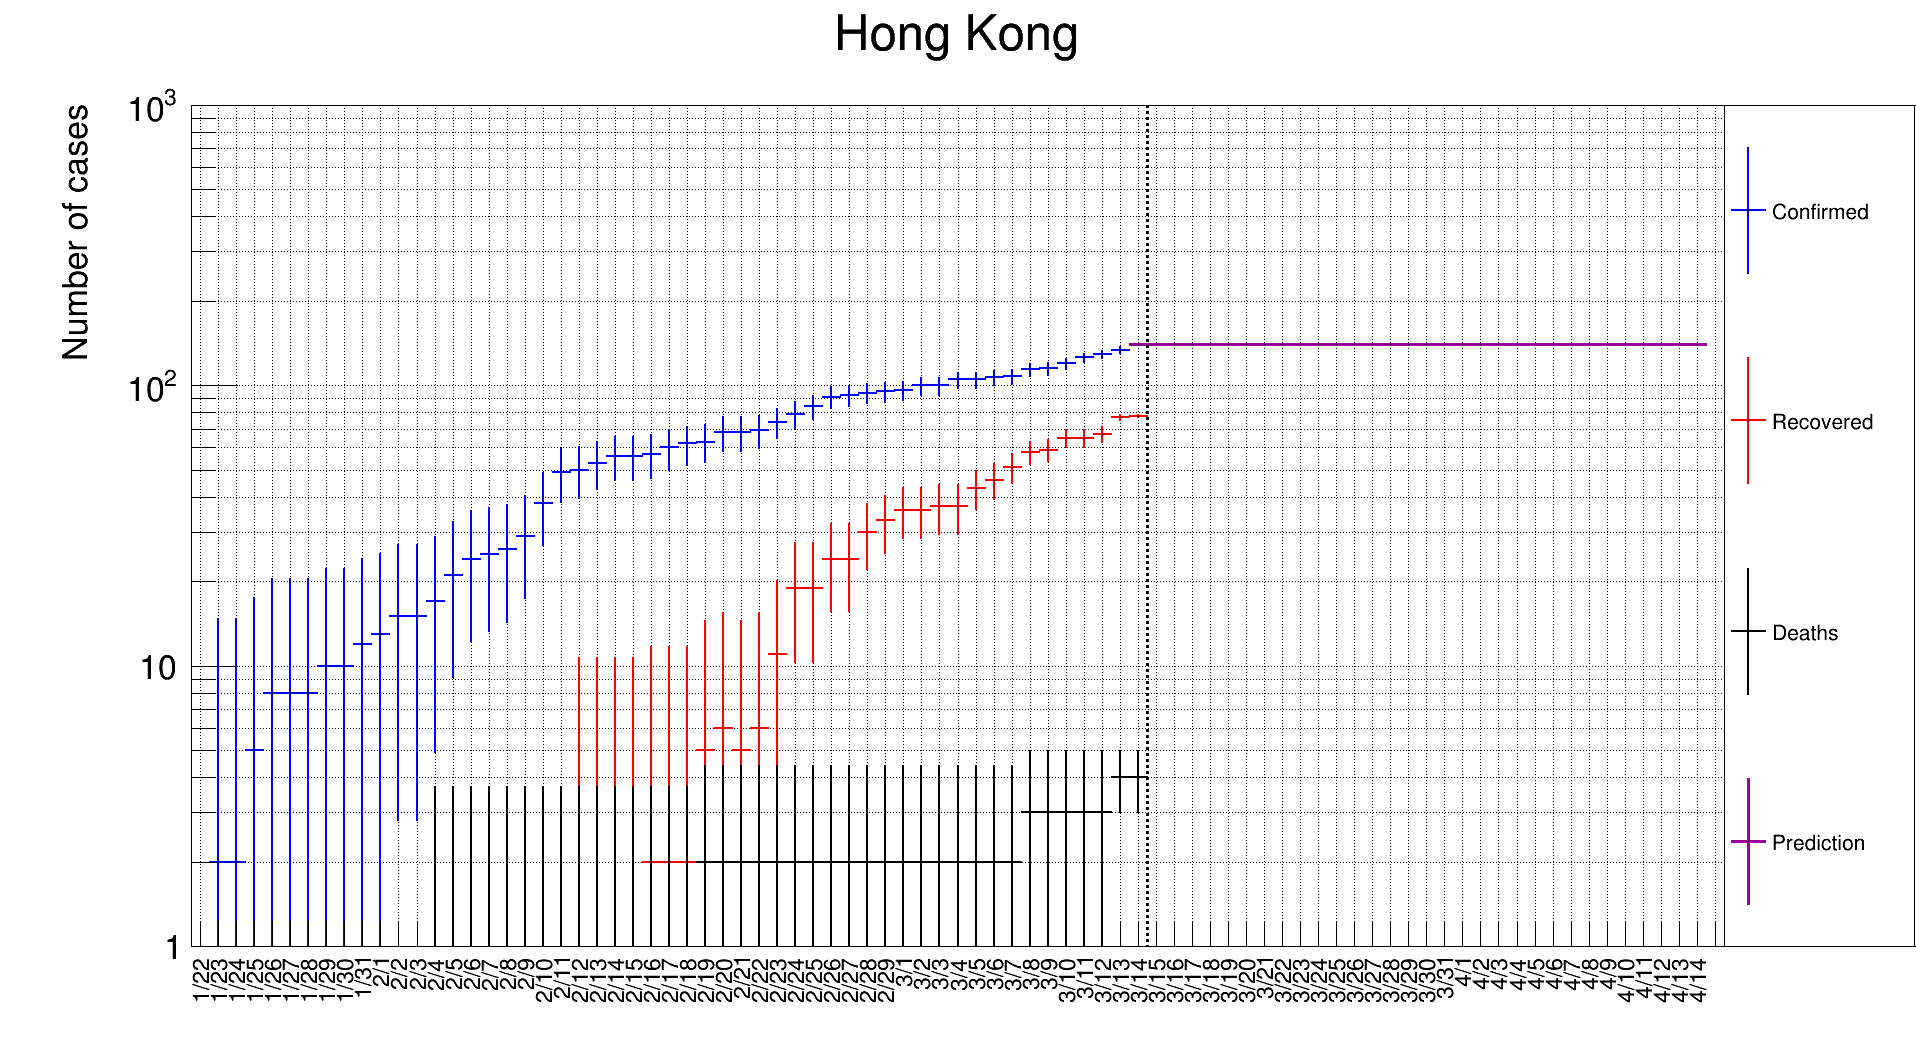 Hong Kong
Number of cases
10³
10²
10
1
1/22 1/23 1/24 1/25 1/26 1/27 1/28 1/29 1/30 1/31 2/1 2/2 2/3 2/4 2/5 2/6 2/7 2/8 2/9 2/10 2/11 2/12 2/13 2/14 2/15 2/16 2/17 2/18 2/19 2/20 2/21 2/22 2/23 2/24 2/25 2/26 2/27 2/28 2/29 3/1 3/2 3/3 3/4 3/5 3/6 3/7 3/8 3/9 3/10 3/11 3/12 3/13 3/14 3/15 3/16 3/17 3/18 3/19 3/20 3/21 3/22 3/23 3/24 3/25 3/26 3/27 3/28 3/29 3/30 3/31 4/1 4/2 4/3 4/4 4/5 4/6 4/7 4/8 4/9 4/10 4/11 4/12 4/13 4/14
Confirmed
Recovered
Deaths
Prediction